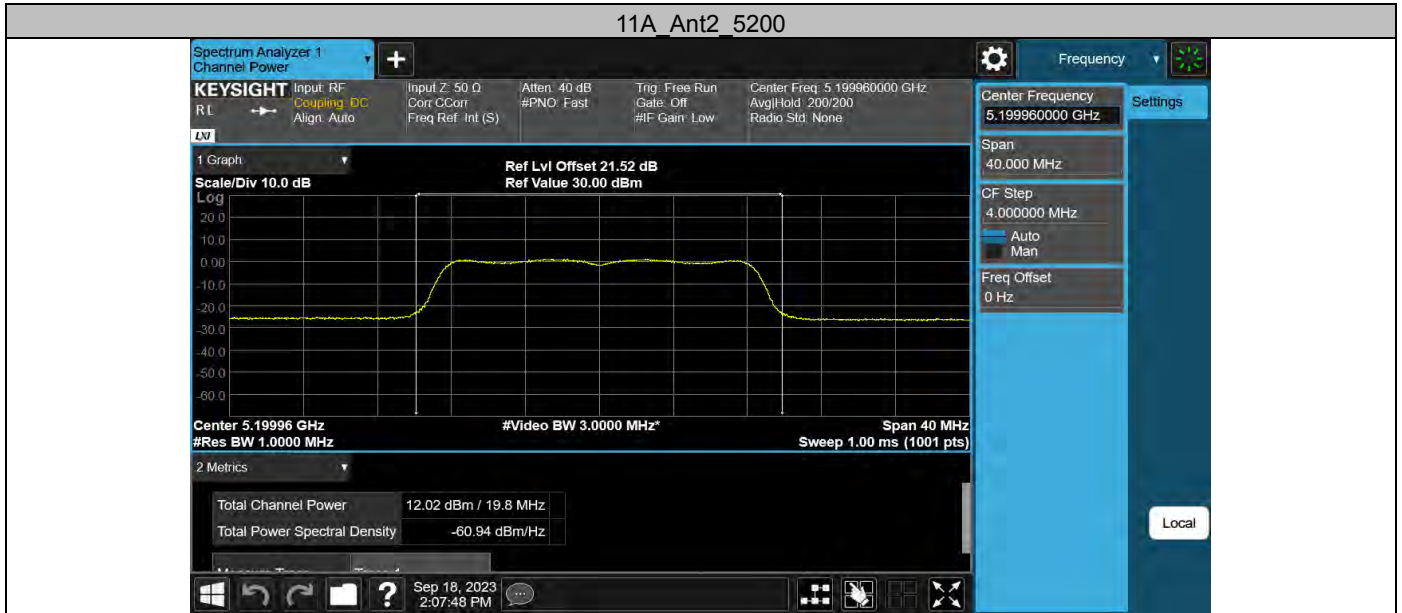 11A_Ant2_5200
Spectrum Analyzer 1
Channel Power
Frequency
KEYSIGHT
R L
LXI
Input: RF
Coupling: DC
Align: Auto
Input Z: 50 Ω
Corr CCorr
Freq Ref: Int (S)
Atten: 40 dB
#PNO: Fast
Trig: Free Run
Gate: Off
#IF Gain: Low
Center Freq: 5.199960000 GHz
Avg|Hold: 200/200
Radio Std: None
Center Frequency
5.199960000 GHz
Settings
Span
40.000 MHz
CF Step
4.000000 MHz
Auto
Man
Freq Offset
0 Hz
Local
1 Graph
Ref Lvl Offset 21.52 dB
Scale/Div 10.0 dB
Ref Value 30.00 dBm
Log
20.0
10.0
0.00
-10.0
-20.0
-30.0
-40.0
-50.0
-60.0
Center 5.19996 GHz
#Video BW 3.0000 MHz*
Span 40 MHz
#Res BW 1.0000 MHz
Sweep 1.00 ms (1001 pts)
2 Metrics
Total Channel Power 12.02 dBm / 19.8 MHz
Total Power Spectral Density -60.94 dBm/Hz
?
Sep 18, 2023
2:07:48 PM